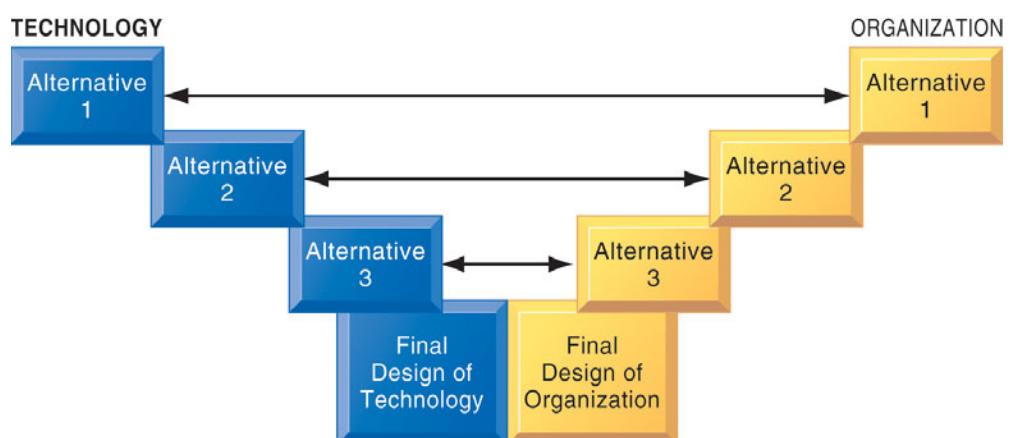 TECHNOLOGY
ORGANIZATION
Alternative
1
Alternative
1
Alternative
2
Alternative
2
Alternative
3
Alternative
3
Final
Design of
Technology
Final
Design of
Organization